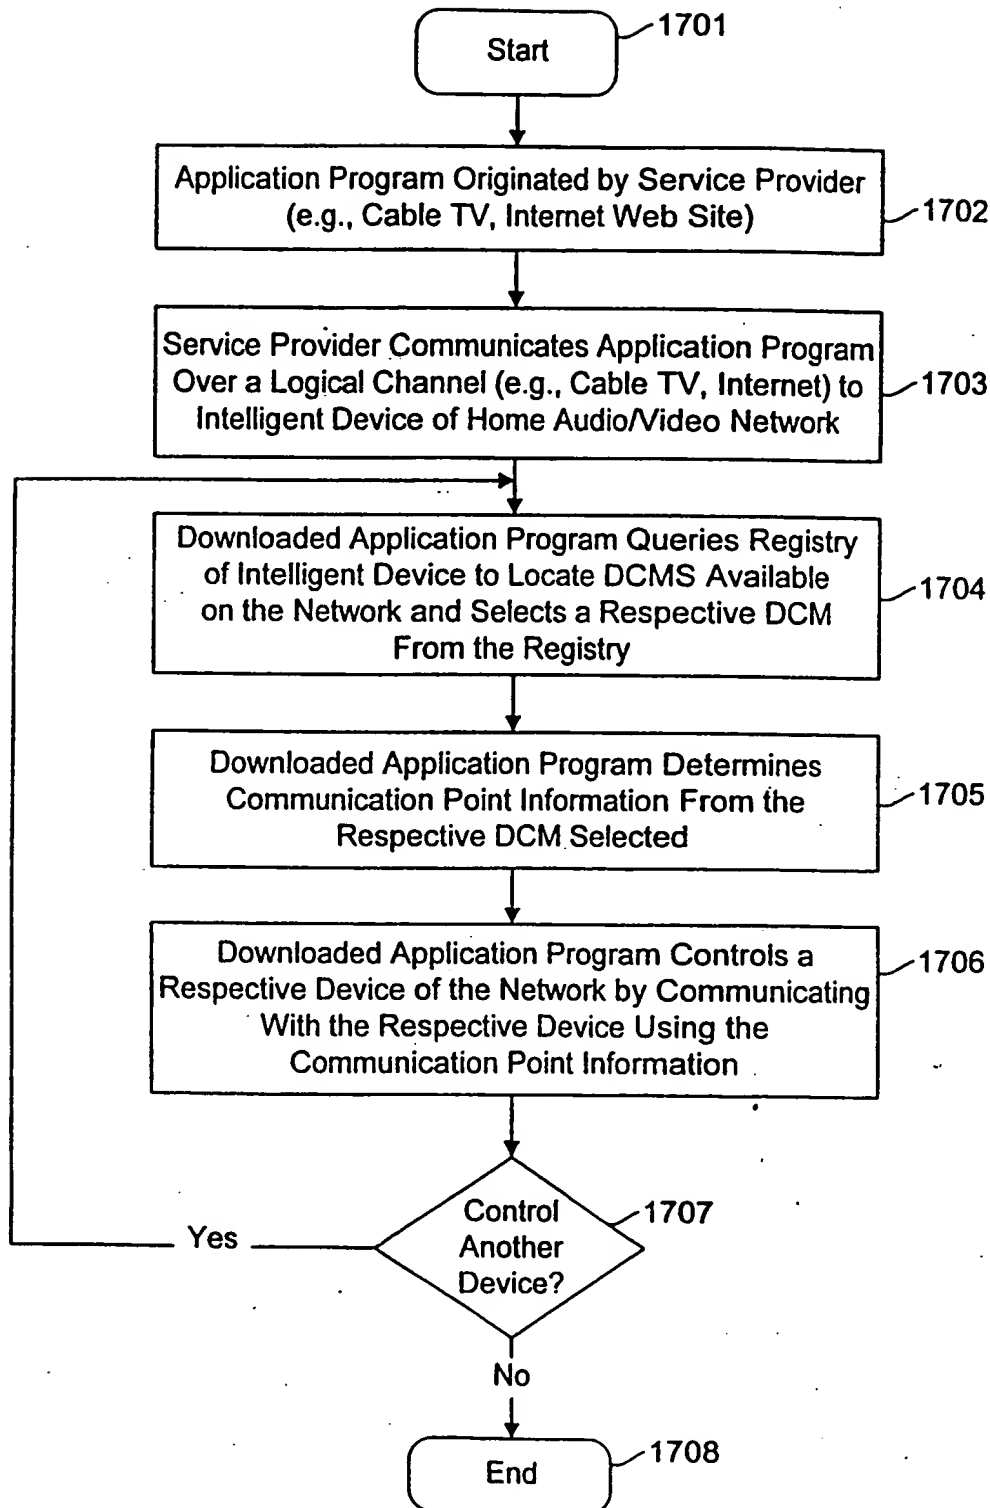 Start
1701
Application Program Originated by Service Provider
(e.g., Cable TV, Internet Web Site)
1702
Service Provider Communicates Application Program
Over a Logical Channel (e.g., Cable TV, Internet) to
Intelligent Device of Home Audio/Video Network
1703
Downloaded Application Program Queries Registry
of Intelligent Device to Locate DCMS Available
on the Network and Selects a Respective DCM
From the Registry
1704
Downloaded Application Program Determines
Communication Point Information From the
Respective DCM Selected
1705
Downloaded Application Program Controls a
Respective Device of the Network by Communicating
With the Respective Device Using the
Communication Point Information
1706
Control
Another
Device?
1707
Yes
No
End
1708